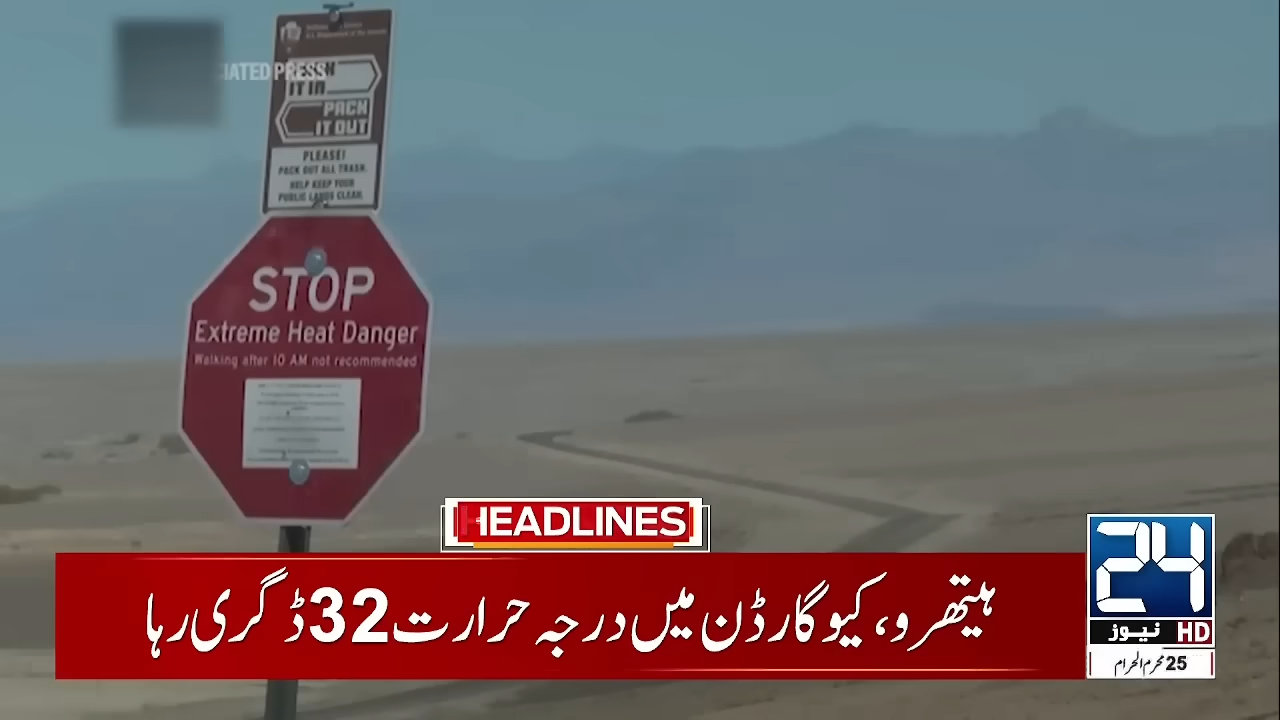 CIATED PRESS
IT IN
PACK
IT OUT
PLEASE!
PACK OUT ALL TRASH.
HELP KEEP YOUR
PUBLIC LANDS CLEAN.
STOP
Extreme Heat Danger
Walking after 10 AM not recommended
HEADLINES
ہیتھرو، کیو گارڈن میں درجہ حرارت 32 ڈگری رہا
24
نیوز HD
25 محرم الحرام